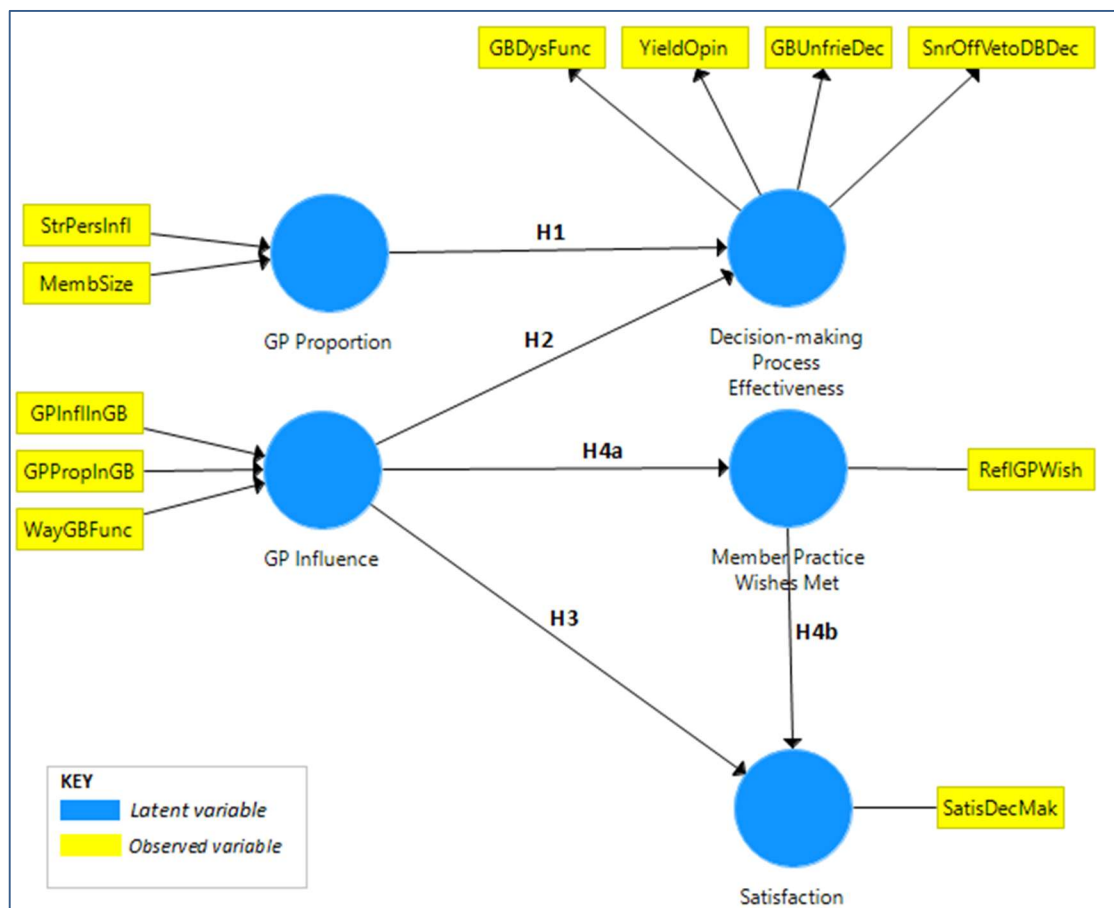 GBDysFunc
YieldOpin
GBUnfrieDec
SnrOffVetoDBDec
StrPersInfl
MembSize
H1
GP Proportion
Decision-making
Process
Effectiveness
H2
GPInflInGB
GPPropInGB
WayGBFunc
GP Influence
H4a
ReflGPWish
Member Practice
Wishes Met
H3
H4b
KEY
Latent variable
Observed variable
SatisDecMak
Satisfaction